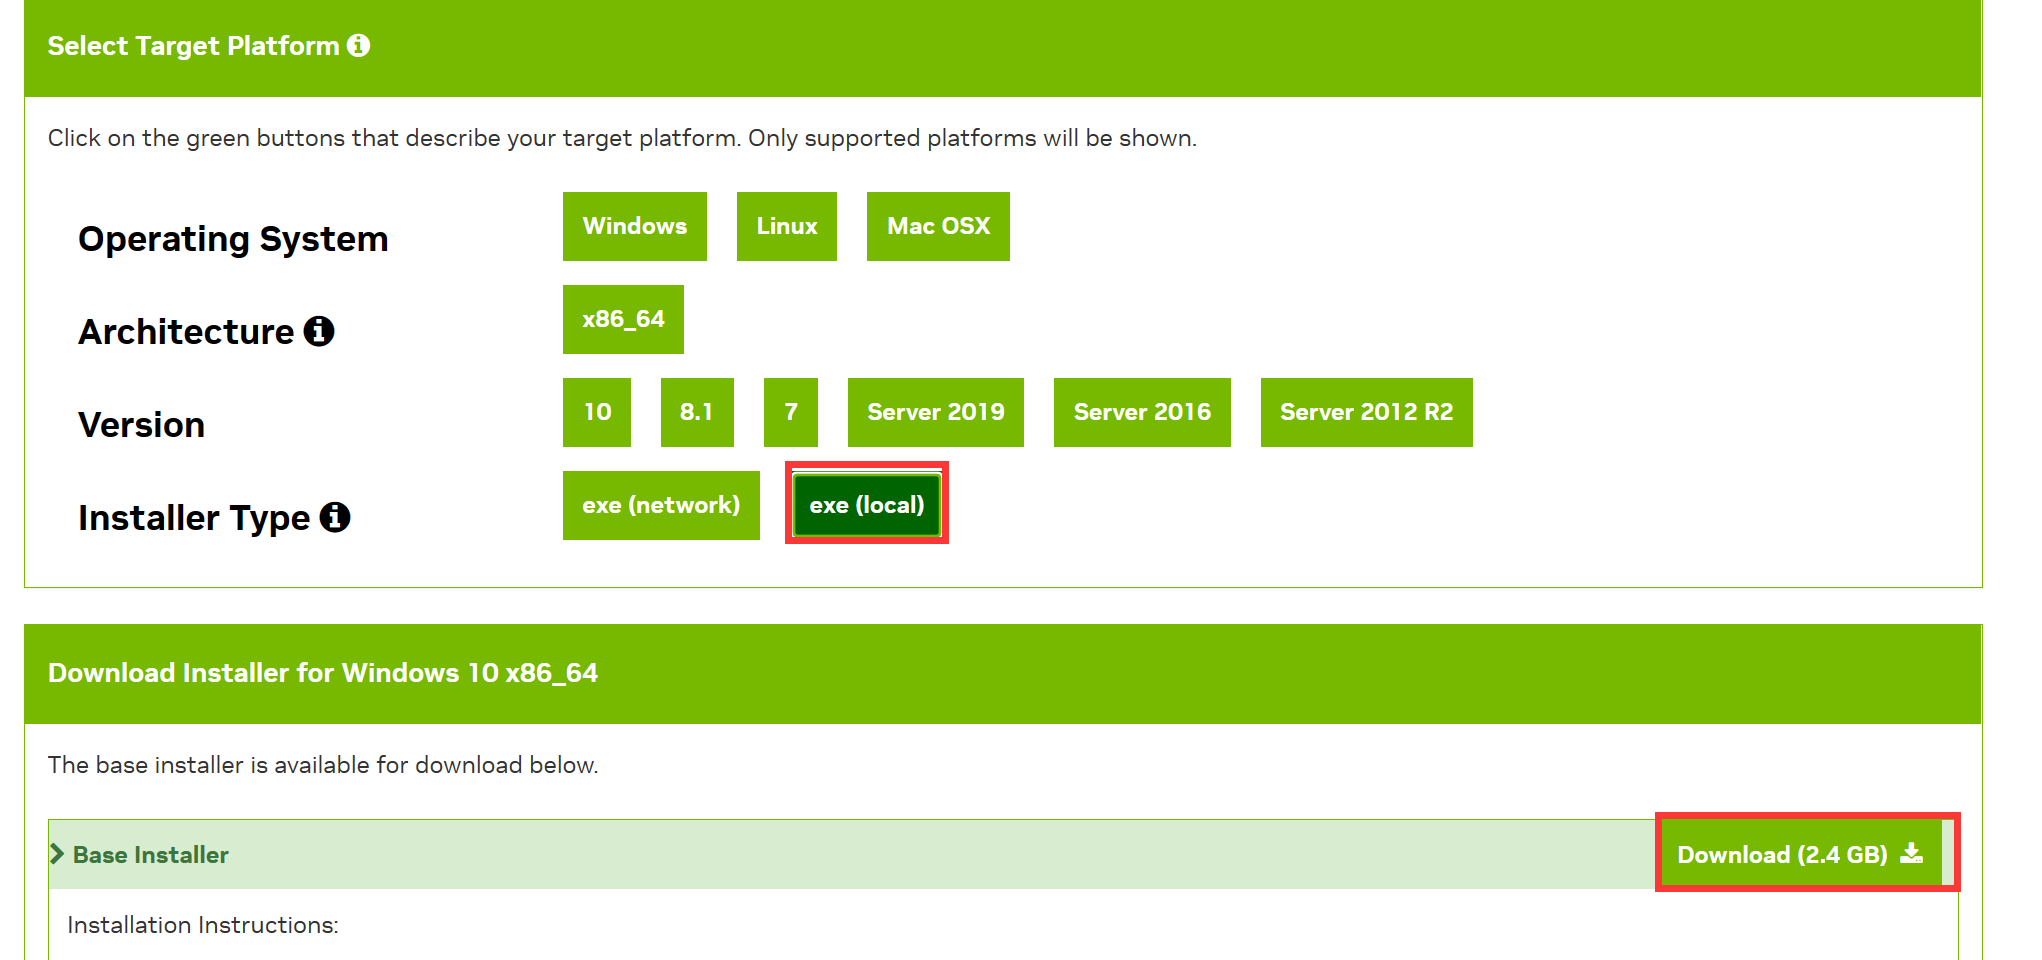 Select Target Platform
Click on the green buttons that describe your target platform. Only supported platforms will be shown.
Operating System
Windows Linux Mac OSX
Architecture
x86_64
Version
10 8.1 7 Server 2019 Server 2016 Server 2012 R2
Installer Type
exe (network) exe (local)
Download Installer for Windows 10 x86_64
The base installer is available for download below.
Base Installer
Download (2.4 GB)
Installation Instructions: